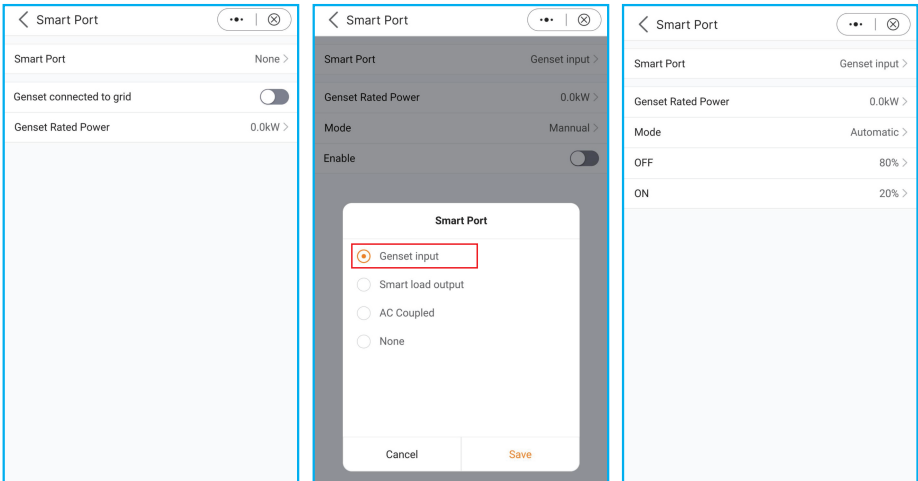 Smart Port
Smart Port None
Genset connected to grid
Genset Rated Power 0.0kW
Smart Port
Smart Port Genset input
Genset Rated Power 0.0kW
Mode Mannual
Enable
Smart Port
Genset input
Smart load output
AC Coupled
None
Cancel Save
Smart Port
Smart Port Genset input
Genset Rated Power 0.0kW
Mode Automatic
OFF 80%
ON 20%